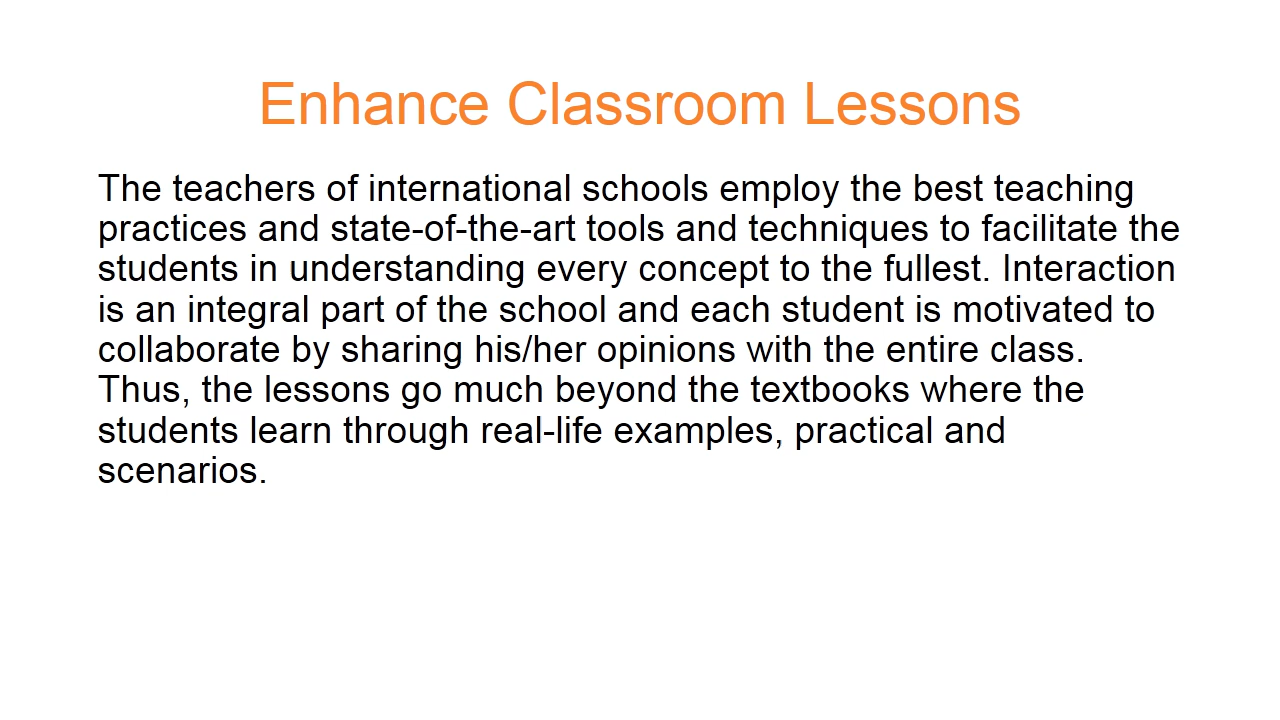 Enhance Classroom Lessons
The teachers of international schools employ the best teaching
practices and state-of-the-art tools and techniques to facilitate the
students in understanding every concept to the fullest. Interaction
is an integral part of the school and each student is motivated to
collaborate by sharing his/her opinions with the entire class.
Thus, the lessons go much beyond the textbooks where the
students learn through real-life examples, practical and
scenarios.